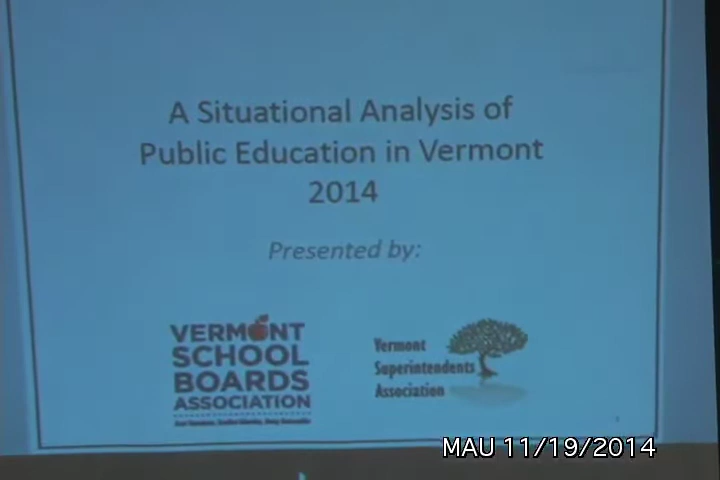 A Situational Analysis of
Public Education in Vermont
2014
Presented by:
VERMONT
SCHOOL
BOARDS
ASSOCIATION
Vermont
Superintendents
Association
MAU 11/19/2014